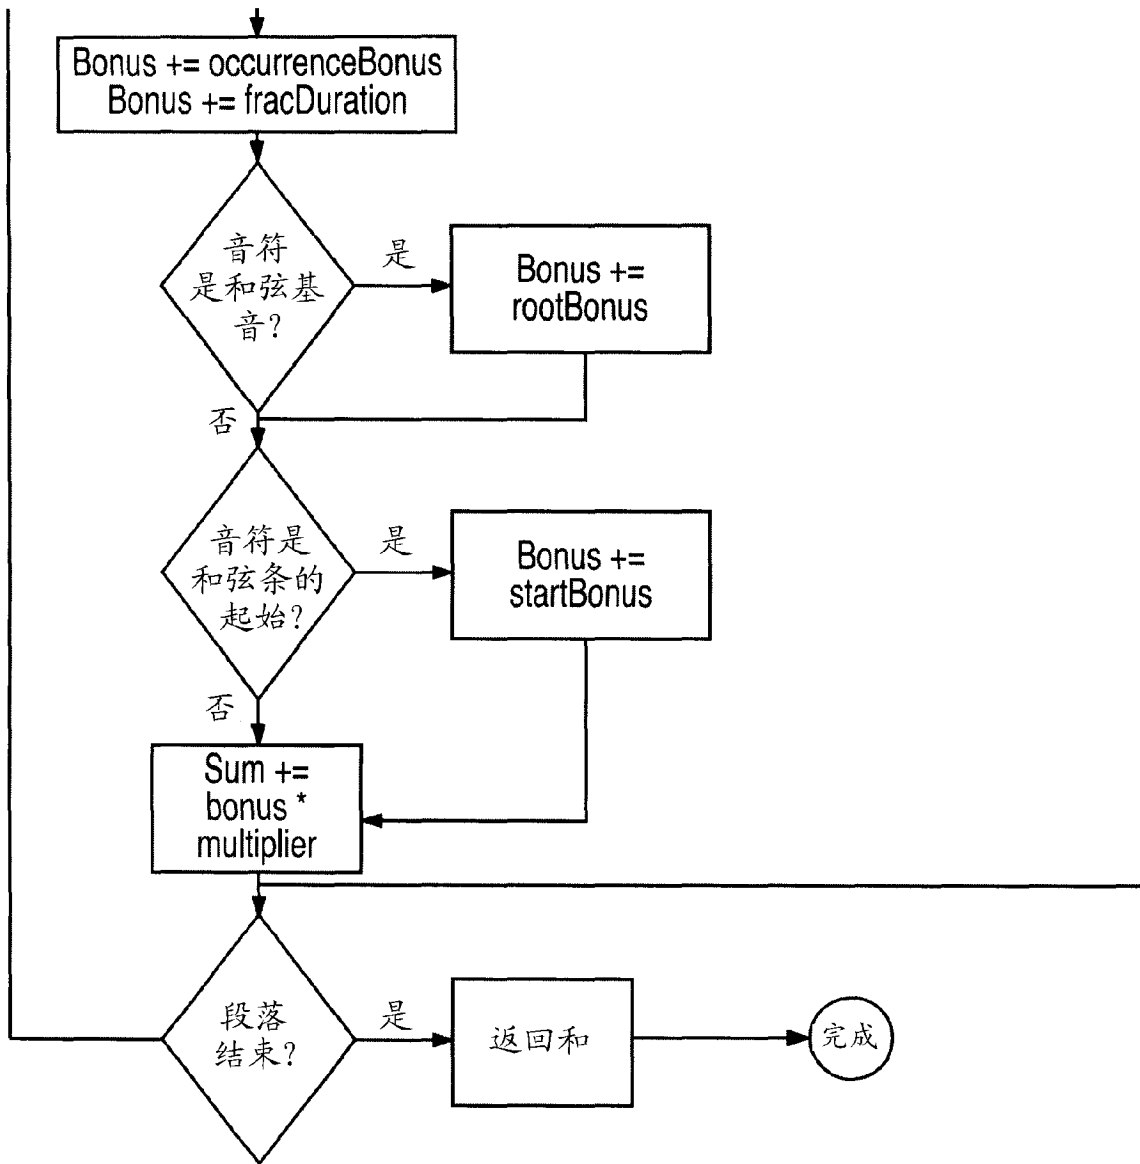 Bonus += occurrenceBonus
Bonus += fracDuration
音符
是和弦基
音?
是
Bonus +=
rootBonus
否
音符是
和弦条的
起始?
是
Bonus +=
startBonus
否
Sum +=
bonus *
multiplier
段落
结束?
是
返回和
完成